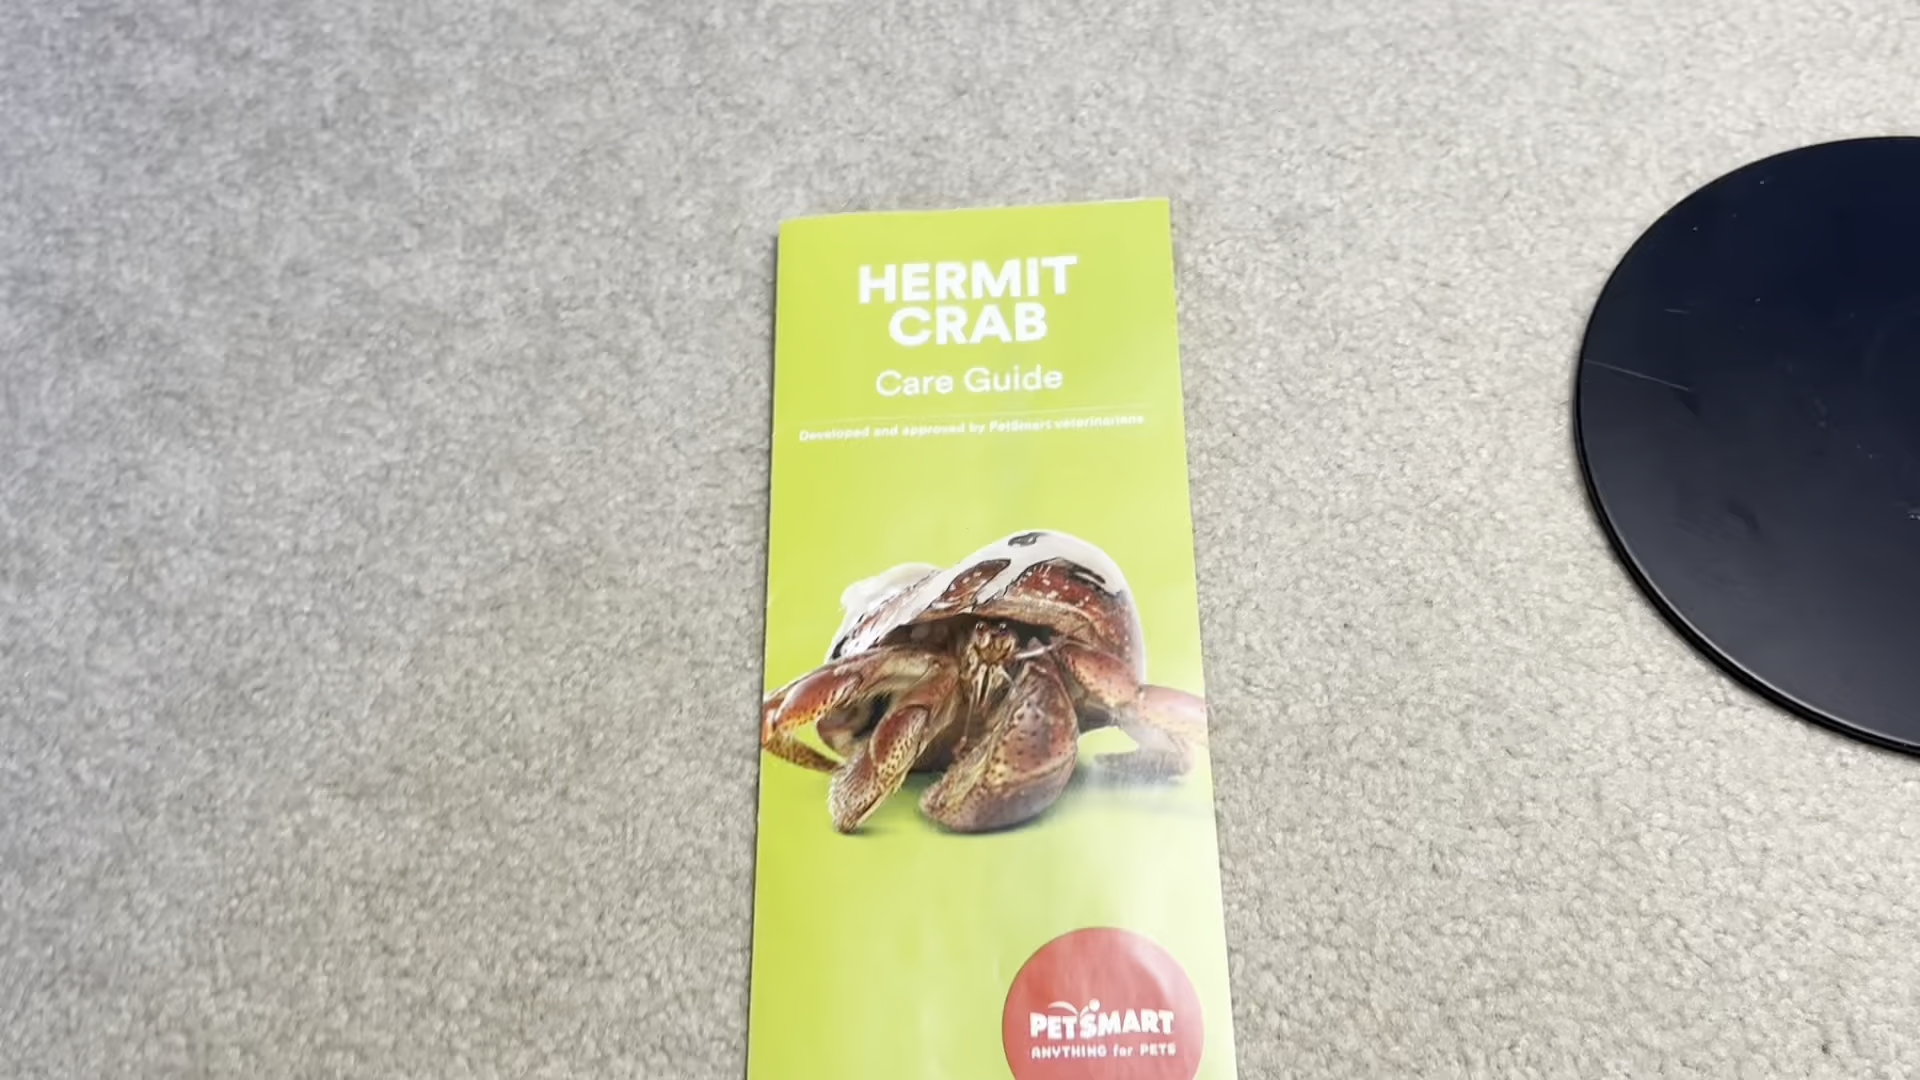 HERMIT
CRAB
Care Guide
Developed and approved by PetSmart veterinarians
PETSMART
ANYTHING for PETS